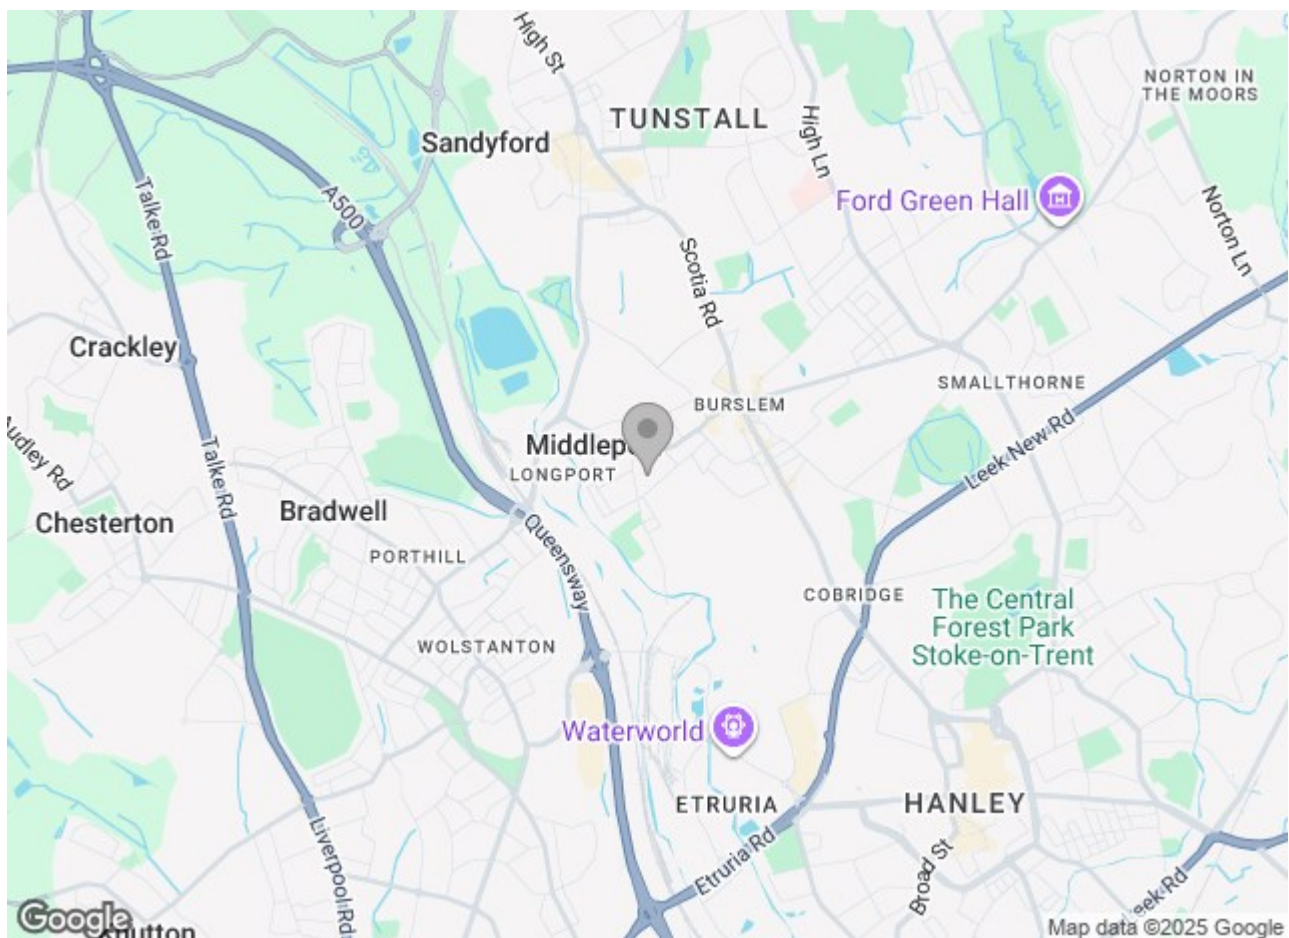 High St
TUNSTALL
NORTON IN
THE MOORS
Sandyford
High Ln
Talke Rd
A500
Ford Green Hall
Norton Ln
Scotia Rd
Crackley
SMALLTHORNE
BURSLEM
Audley Rd
Talke Rd
LONGPORT
Leek New Rd
Bradwell
Chesterton
Queensway
PORTHILL
COBRIDGE
The Central
Forest Park
Stoke-on-Trent
WOLSTANTON
Waterworld
ETRURIA
HANLEY
Liverpool Rd
Etruria Rd
Broad St
Google
Map data ©2025 Google